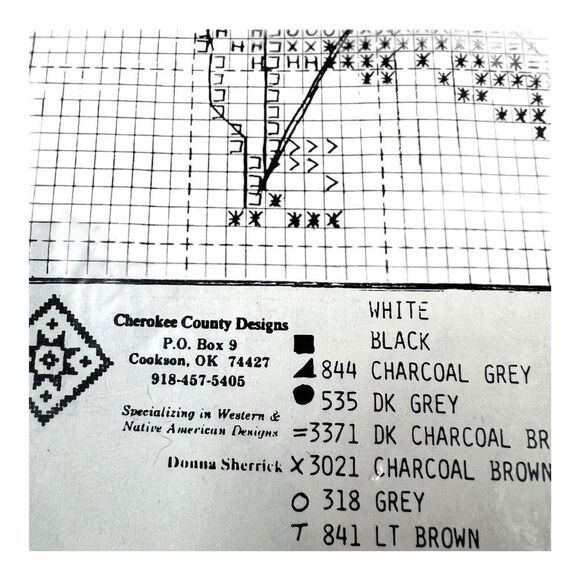 Cherokee County Designs
P.O. Box 9
Cookson, OK 74427
918-457-5405
Specializing in Western &
Native American Designs
Donna Sherrick
WHITE
■ BLACK
◢ 844 CHARCOAL GREY
● 535 DK GREY
=3371 DK CHARCOAL BR
X 3021 CHARCOAL BROWN
O 318 GREY
T 841 LT BROWN